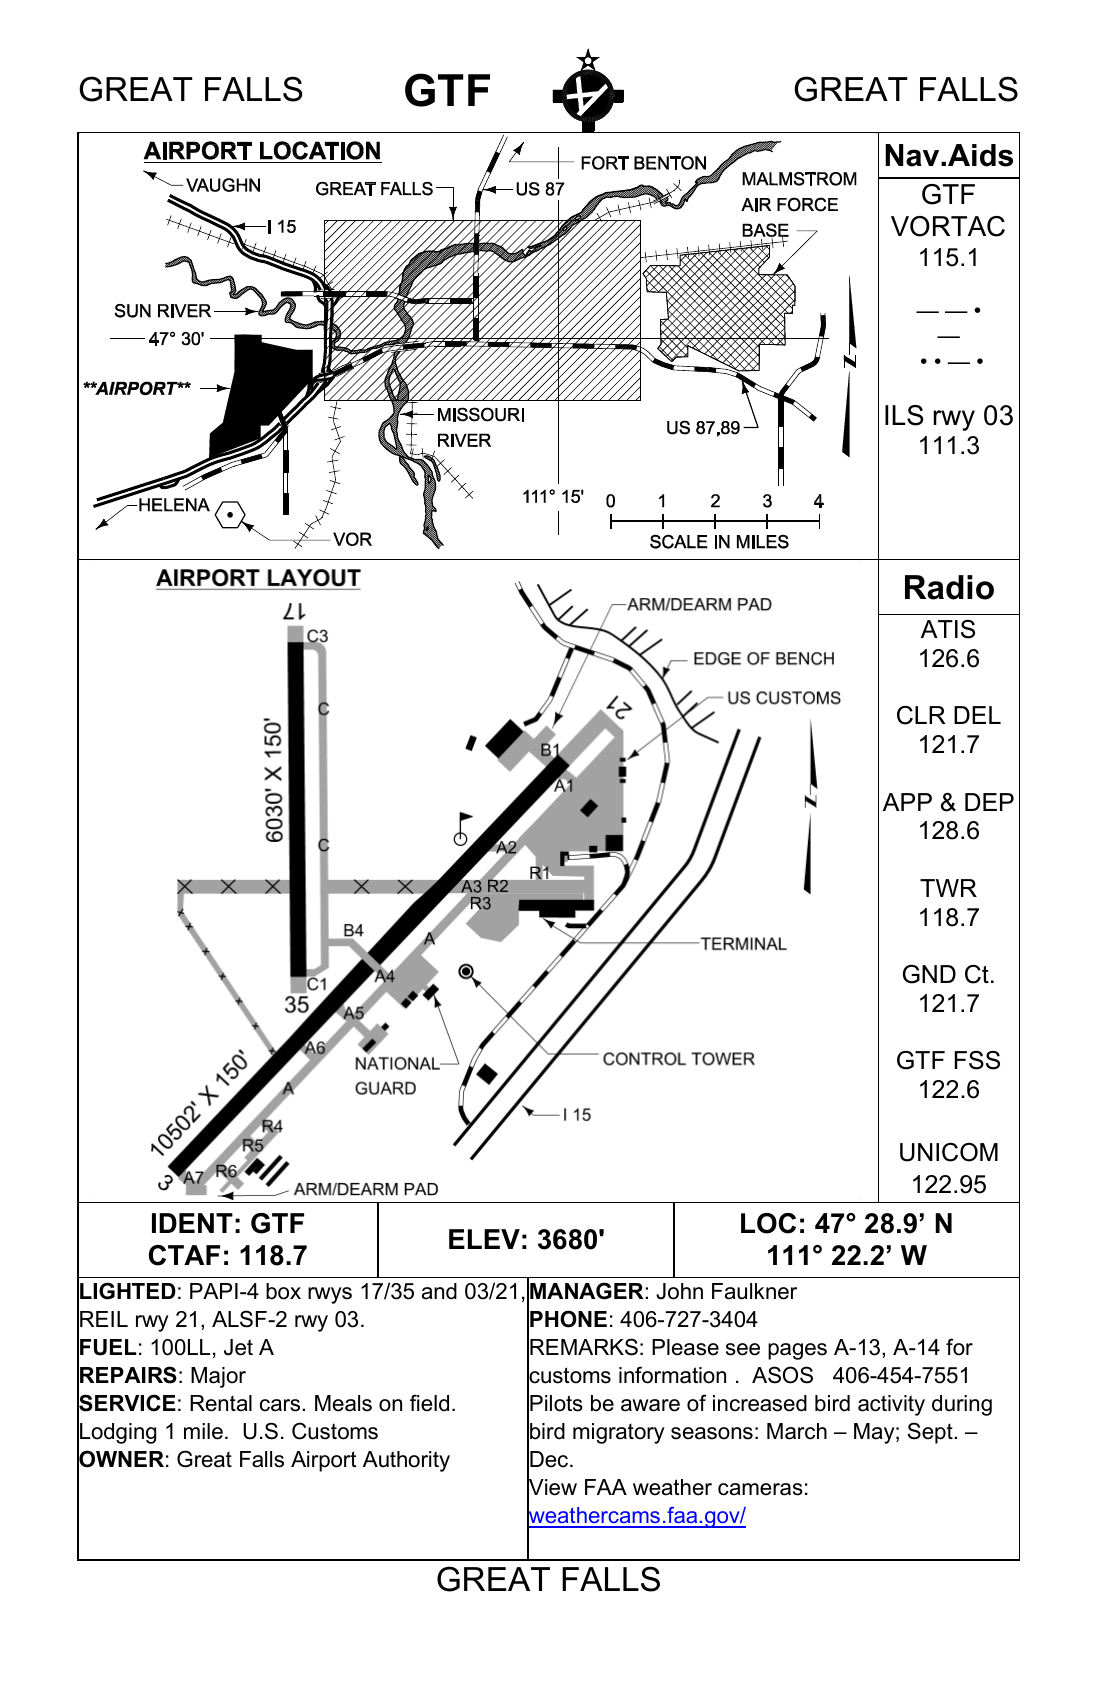 GREAT FALLS GTF GREAT FALLS
AIRPORT LOCATION
VAUGHN
GREAT FALLS
US 87
FORT BENTON
MALMSTROM
AIR FORCE
BASE
I 15
SUN RIVER
47° 30'
**AIRPORT**
MISSOURI
RIVER
US 87,89
N
HELENA
VOR
111° 15'
0 1 2 3 4
SCALE IN MILES
Nav.Aids
GTF
VORTAC
115.1
— — •
—
• • — •
ILS rwy 03
111.3
AIRPORT LAYOUT
17
C3
C
6030' X 150'
C
C1
35
ARM/DEARM PAD
EDGE OF BENCH
US CUSTOMS
21
B1
A1
A2
R1
A3 R2
R3
A
B4
A4
A5
A6
A
TERMINAL
N
NATIONAL
GUARD
CONTROL TOWER
I 15
10502' X 150'
R4
R5
R6
A7
3
ARM/DEARM PAD
Radio
ATIS
126.6
CLR DEL
121.7
APP & DEP
128.6
TWR
118.7
GND Ct.
121.7
GTF FSS
122.6
UNICOM
122.95
IDENT: GTF
CTAF: 118.7
ELEV: 3680'
LOC: 47° 28.9’ N
111° 22.2’ W
LIGHTED: PAPI-4 box rwys 17/35 and 03/21,
REIL rwy 21, ALSF-2 rwy 03.
FUEL: 100LL, Jet A
REPAIRS: Major
SERVICE: Rental cars. Meals on field.
Lodging 1 mile. U.S. Customs
OWNER: Great Falls Airport Authority
MANAGER: John Faulkner
PHONE: 406-727-3404
REMARKS: Please see pages A-13, A-14 for
customs information . ASOS 406-454-7551
Pilots be aware of increased bird activity during
bird migratory seasons: March – May; Sept. –
Dec.
View FAA weather cameras:
weathercams.faa.gov/
GREAT FALLS